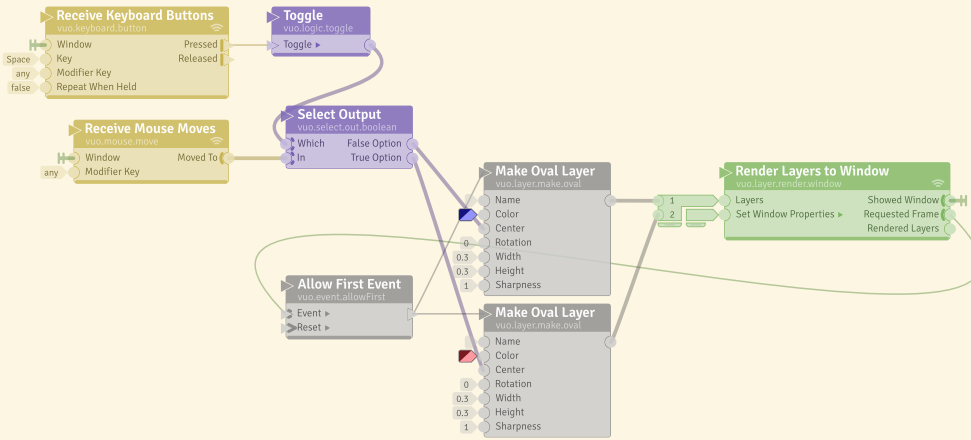 Receive Keyboard Buttons
vuo.keyboard.button
Window Pressed
Space Key Released
any Modifier Key
false Repeat When Held
Toggle
vuo.logic.toggle
Toggle
Receive Mouse Moves
vuo.mouse.move
Window Moved To
any Modifier Key
Select Output
vuo.select.out.boolean
Which False Option
In True Option
Make Oval Layer
vuo.layer.make.oval
Name
Color
Center
0 Rotation
0.3 Width
0.3 Height
1 Sharpness
1
2
Render Layers to Window
vuo.layer.render.window
Layers Showed Window
Set Window Properties Requested Frame
Rendered Layers
Allow First Event
vuo.event.allowFirst
Event
Reset
Make Oval Layer
vuo.layer.make.oval
Name
Color
Center
0 Rotation
0.3 Width
0.3 Height
1 Sharpness